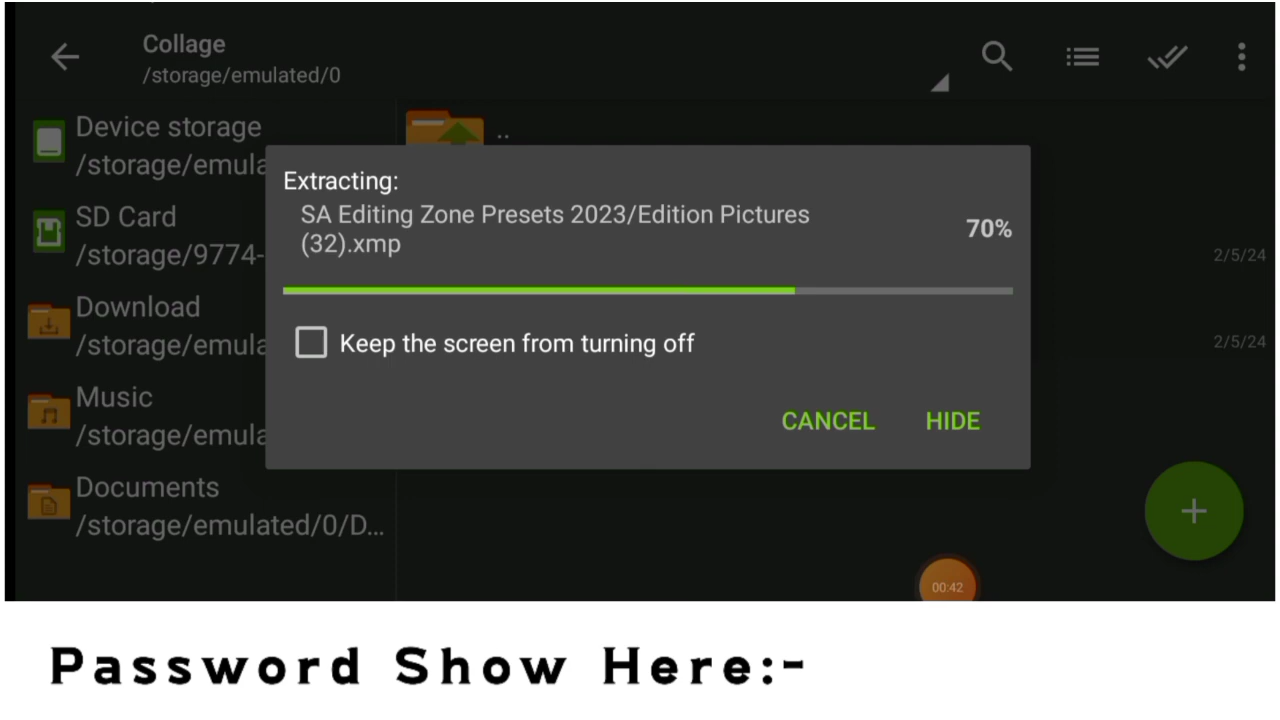 Collage
/storage/emulated/0
Device storage
/storage/emula
SD Card
/storage/9774-
Download
/storage/emula
Music
/storage/emula
Documents
/storage/emulated/0/D...
..
2/5/24
2/5/24
Extracting:
SA Editing Zone Presets 2023/Edition Pictures
(32).xmp
70%
Keep the screen from turning off
CANCEL HIDE
+
00:42
Password Show Here:-